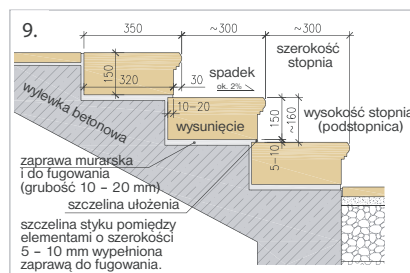 9.
350
~300
~300
szerokość
stopnia
150
320
30
spadek
ok. 2%
wylewka betonowa
10–20
wysunięcie
150
~160
5–10
wysokość stopnia
(podstopnica)
zaprawa murarska
i do fugowania
(grubość 10 – 20 mm)
szczelina ułożenia
szczelina styku pomiędzy
elementami o szerokości
5 – 10 mm wypełniona
zaprawą do fugowania.